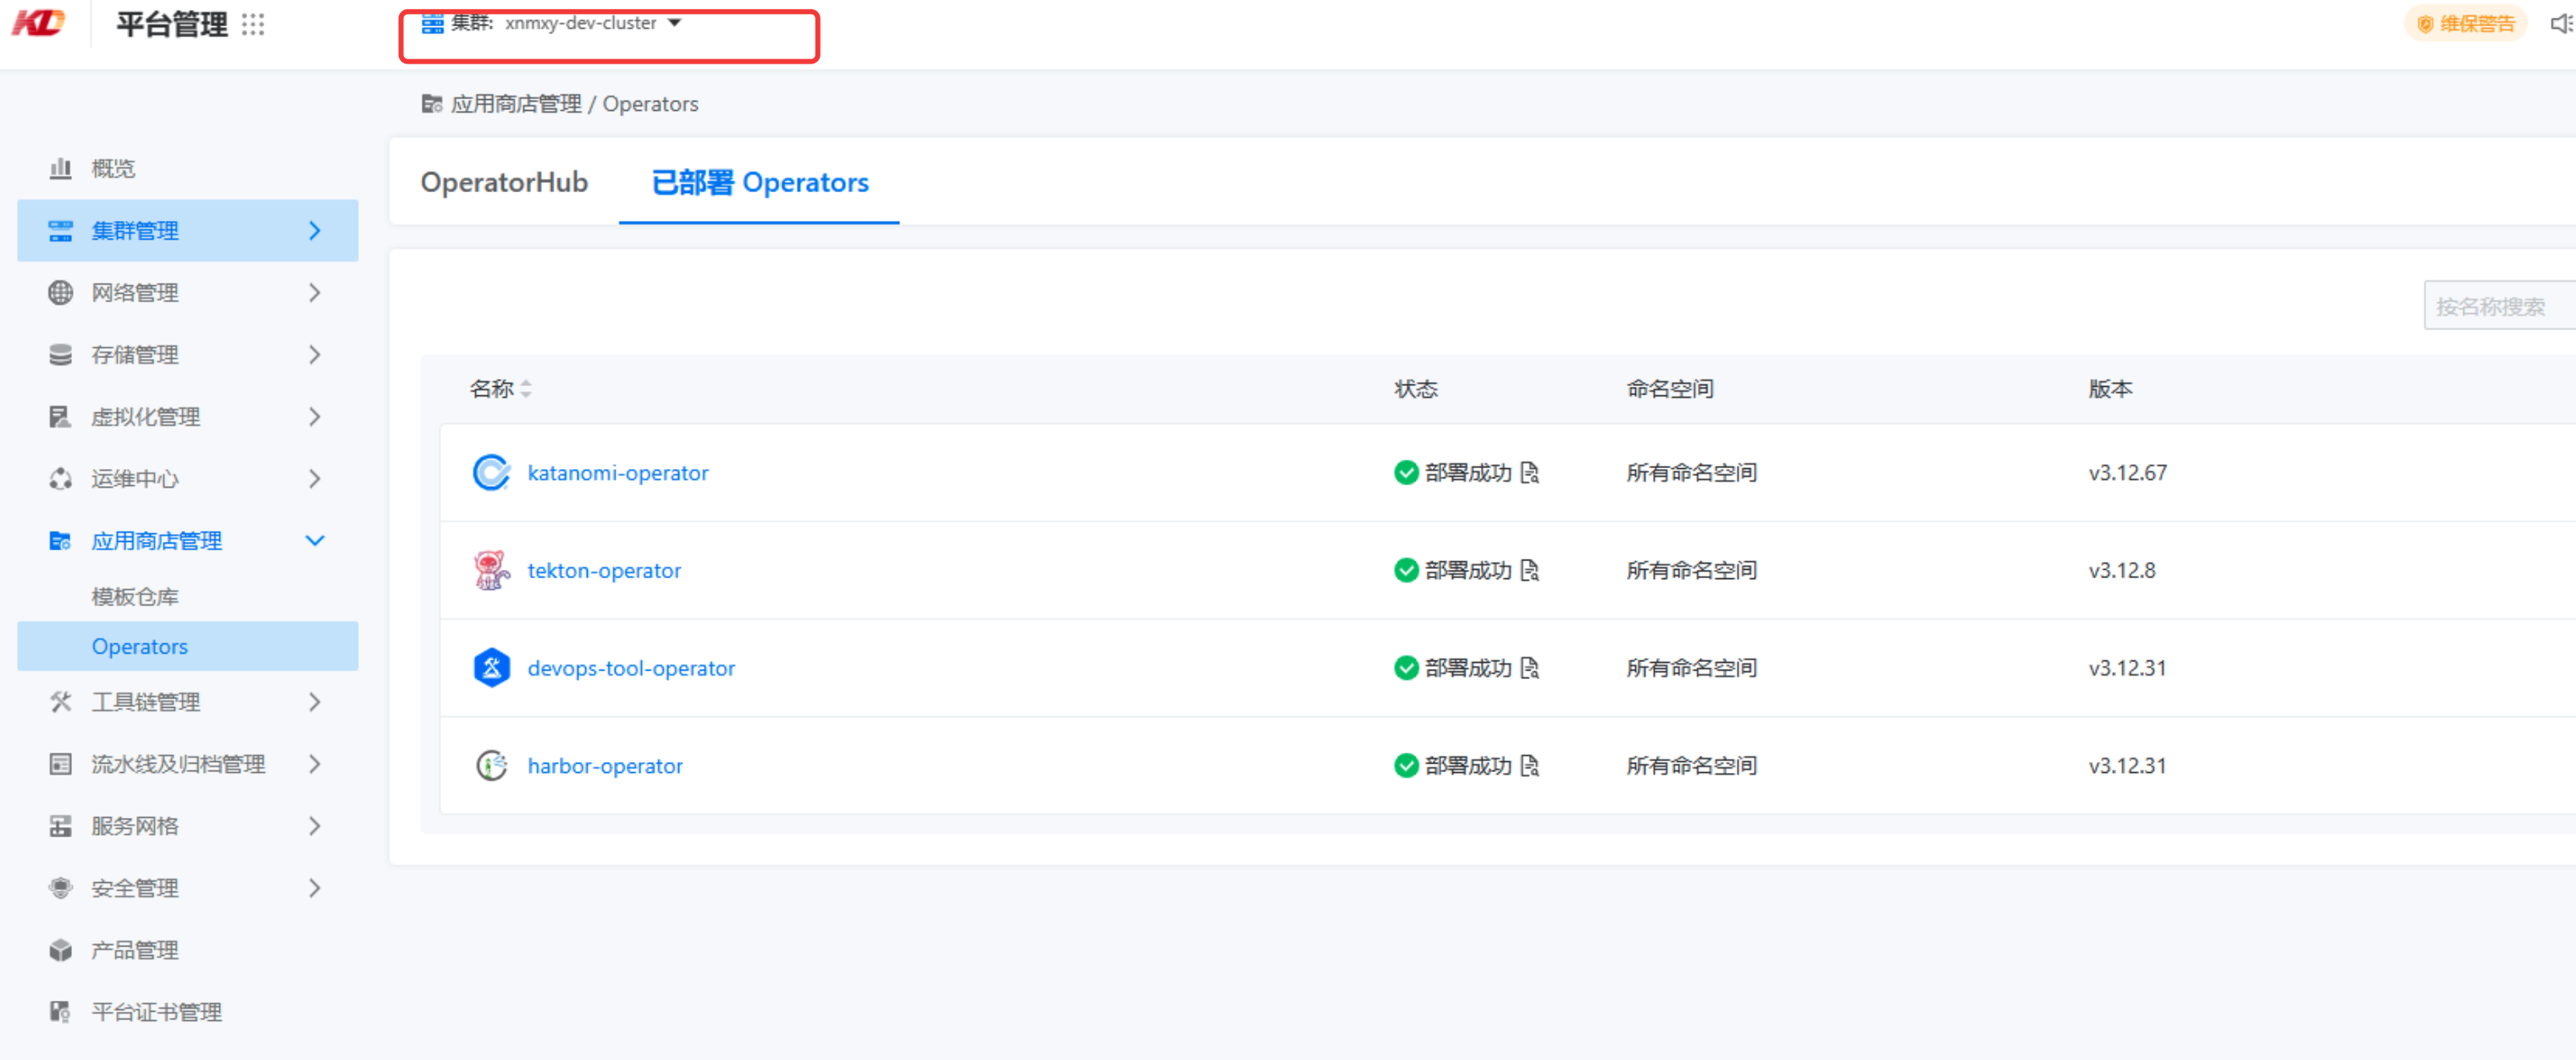 KD 平台管理 集群: xnmxy-dev-cluster 维保警告
应用商店管理 / Operators
概览
集群管理
网络管理
存储管理
虚拟化管理
运维中心
应用商店管理
模板仓库
Operators
工具链管理
流水线及归档管理
服务网格
安全管理
产品管理
平台证书管理
OperatorHub 已部署 Operators
按名称搜索
名称 状态 命名空间 版本
katanomi-operator 部署成功 所有命名空间 v3.12.67
tekton-operator 部署成功 所有命名空间 v3.12.8
devops-tool-operator 部署成功 所有命名空间 v3.12.31
harbor-operator 部署成功 所有命名空间 v3.12.31